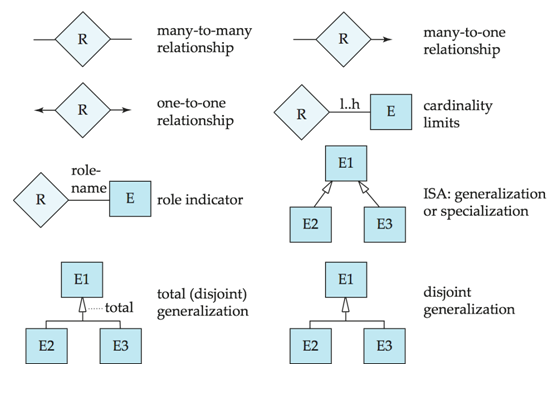 R
many-to-many
relationship
R
many-to-one
relationship
R
one-to-one
relationship
R
l..h
E
cardinality
limits
R
role-
name
E
role indicator
E1
E2
E3
ISA: generalization
or specialization
E1
total
E2
E3
total (disjoint)
generalization
E1
E2
E3
disjoint
generalization